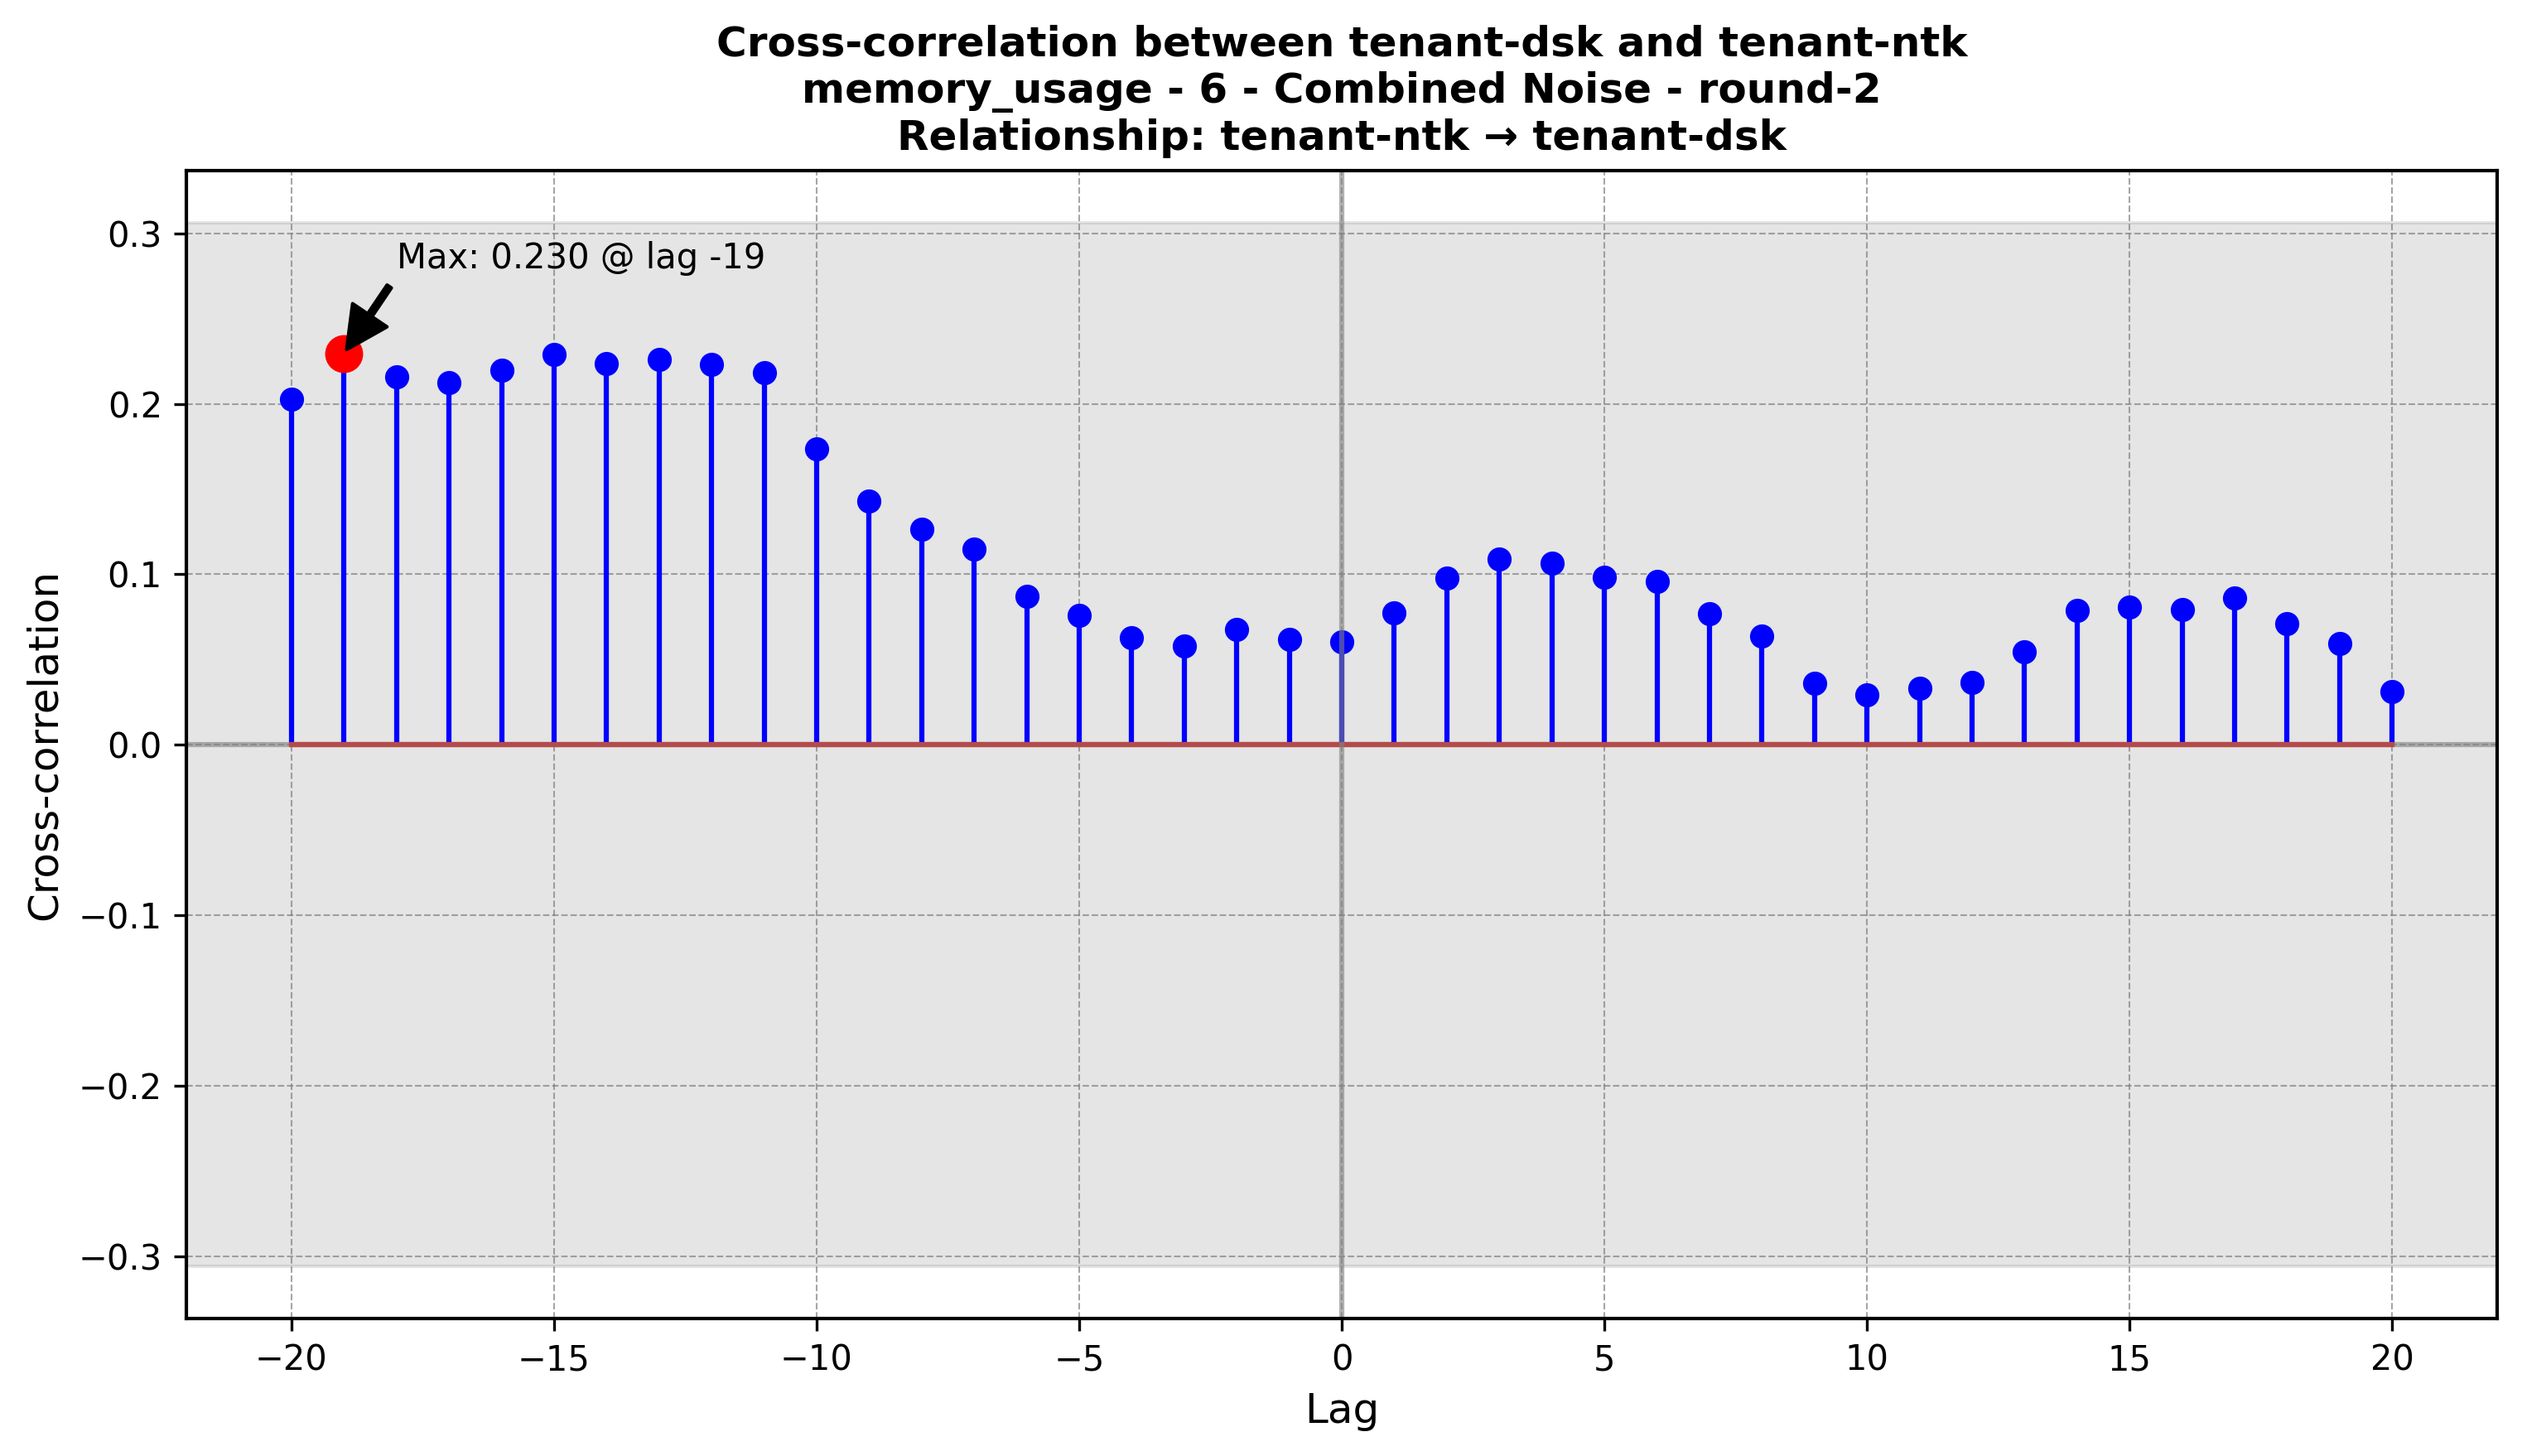 Cross-correlation between tenant-dsk and tenant-ntk
memory_usage - 6 - Combined Noise - round-2
Relationship: tenant-ntk → tenant-dsk
Max: 0.230 @ lag -19
Cross-correlation
0.3
0.2
0.1
0.0
−0.1
−0.2
−0.3
−20 −15 −10 −5 0 5 10 15 20
Lag